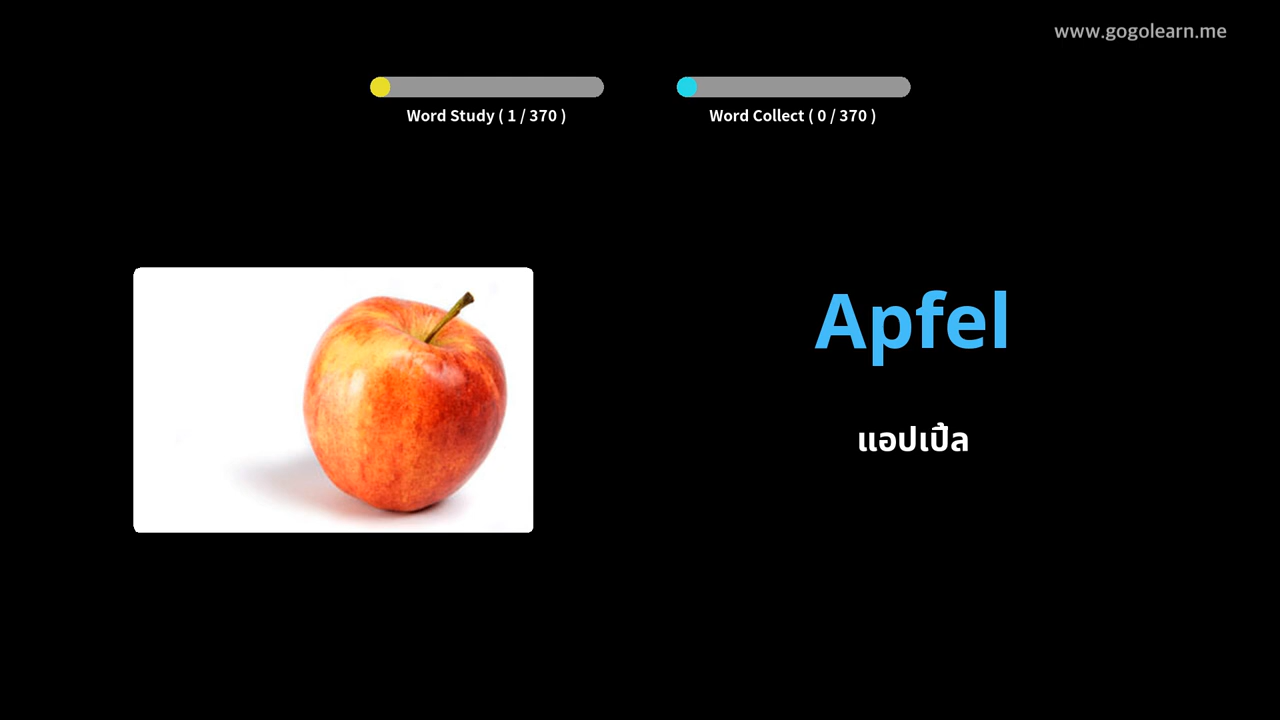 www.gogolearn.me
Word Study ( 1 / 370 )
Word Collect ( 0 / 370 )
Apfel
แอปเปิ้ล